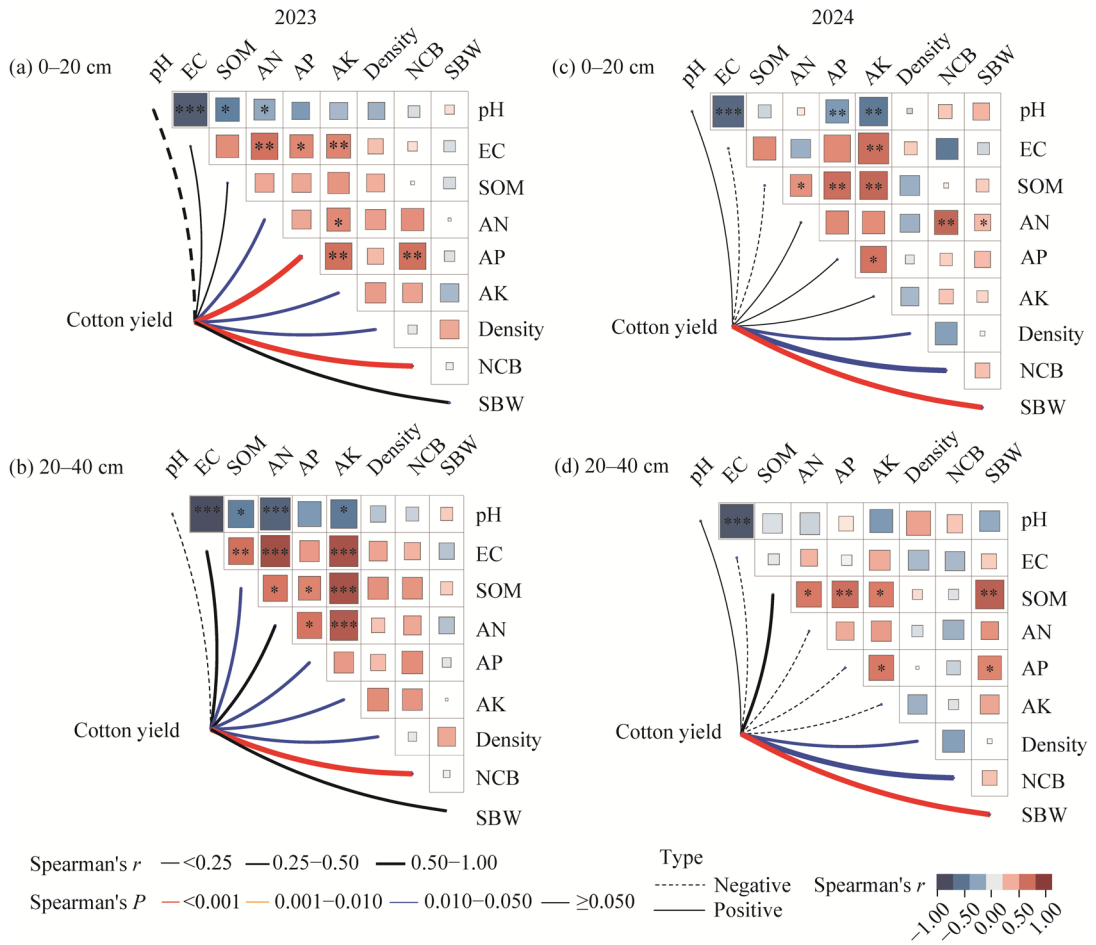 2023
2024
(a) 0–20 cm
pH EC SOM AN AP AK Density NCB SBW
*** * * pH
** * ** EC
SOM
* AN
** ** AP
AK
Density
NCB
SBW
Cotton yield
(c) 0–20 cm
pH EC SOM AN AP AK Density NCB SBW
*** ** ** pH
** EC
* ** ** SOM
** * AN
* AP
AK
Density
NCB
SBW
Cotton yield
(b) 20–40 cm
pH EC SOM AN AP AK Density NCB SBW
*** * *** * pH
** *** *** EC
* * *** SOM
* *** AN
AP
AK
Density
NCB
SBW
Cotton yield
(d) 20–40 cm
pH EC SOM AN AP AK Density NCB SBW
*** pH
EC
* ** * ** SOM
AN
* * AP
AK
Density
NCB
SBW
Cotton yield
Spearman's r <0.25 0.25–0.50 0.50–1.00
Spearman's P <0.001 0.001–0.010 0.010–0.050 ≥0.050
Type
Negative
Positive
Spearman's r
−1.00 −0.50 0.00 0.50 1.00